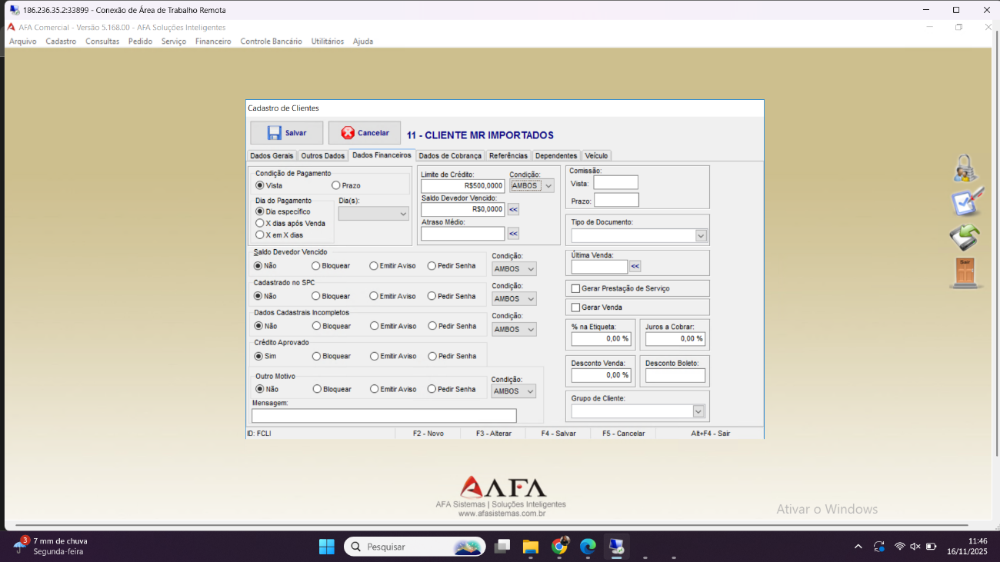 186.236.35.2:33899 - Conexão de Área de Trabalho Remota
AFA Comercial - Versão 5.168.00 - AFA Soluções Inteligentes
Arquivo Cadastro Consultas Pedido Serviço Financeiro Controle Bancário Utilitários Ajuda
Cadastro de Clientes
Salvar Cancelar 11 - CLIENTE MR IMPORTADOS
Dados Gerais Outros Dados Dados Financeiros Dados de Cobrança Referências Dependentes Veículo
Condição de Pagamento
Vista Prazo
Dia do Pagamento Dia(s):
Dia específico
X dias após Venda
X em X dias
Limite de Crédito: Condição:
R$500,0000 AMBOS
Saldo Devedor Vencido:
R$0,0000 <<
Atraso Médio:
<<
Comissão:
Vista:
Prazo:
Tipo de Documento:
Saldo Devedor Vencido Condição:
Não Bloquear Emitir Aviso Pedir Senha AMBOS
Cadastrado no SPC Condição:
Não Bloquear Emitir Aviso Pedir Senha AMBOS
Dados Cadastrais Incompletos Condição:
Não Bloquear Emitir Aviso Pedir Senha AMBOS
Crédito Aprovado
Sim Bloquear Emitir Aviso Pedir Senha
Outro Motivo Condição:
Não Bloquear Emitir Aviso Pedir Senha AMBOS
Mensagem:
Última Venda:
<<
Gerar Prestação de Serviço
Gerar Venda
% na Etiqueta: Juros a Cobrar:
0,00 % 0,00 %
Desconto Venda: Desconto Boleto:
0,00 %
Grupo de Cliente:
ID: FCLI F2 - Novo F3 - Alterar F4 - Salvar F5 - Cancelar Alt+F4 - Sair
Sair
AFA
AFA Sistemas | Soluções Inteligentes
www.afasistemas.com.br
Ativar o Windows
3
7 mm de chuva
Segunda-feira
Pesquisar
11:46
16/11/2025